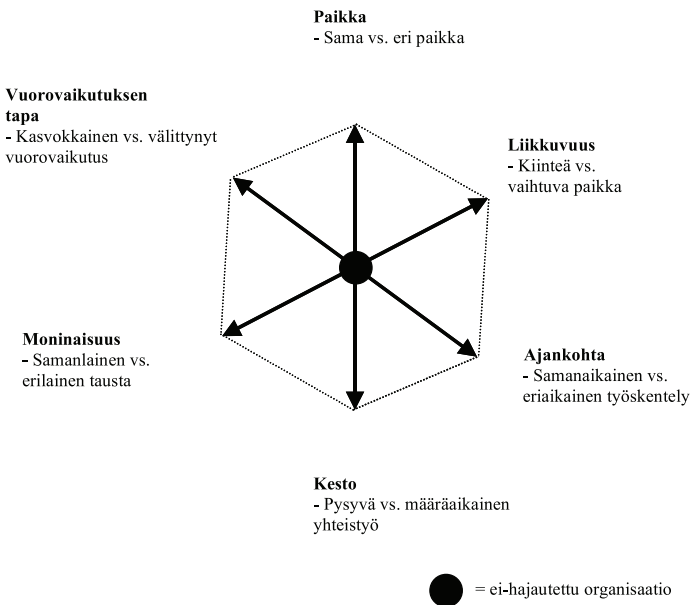 Paikka
- Sama vs. eri paikka
Vuorovaikutuksen
tapa
- Kasvokkainen vs. välittynyt
vuorovaikutus
Liikkuvuus
- Kiinteä vs.
vaihtuva paikka
Moninaisuus
- Samanlainen vs.
erilainen tausta
Ajankohta
- Samanaikainen vs.
eriaikainen työskentely
Kesto
- Pysyvä vs. määräaikainen
yhteistyö
= ei-hajautettu organisaatio